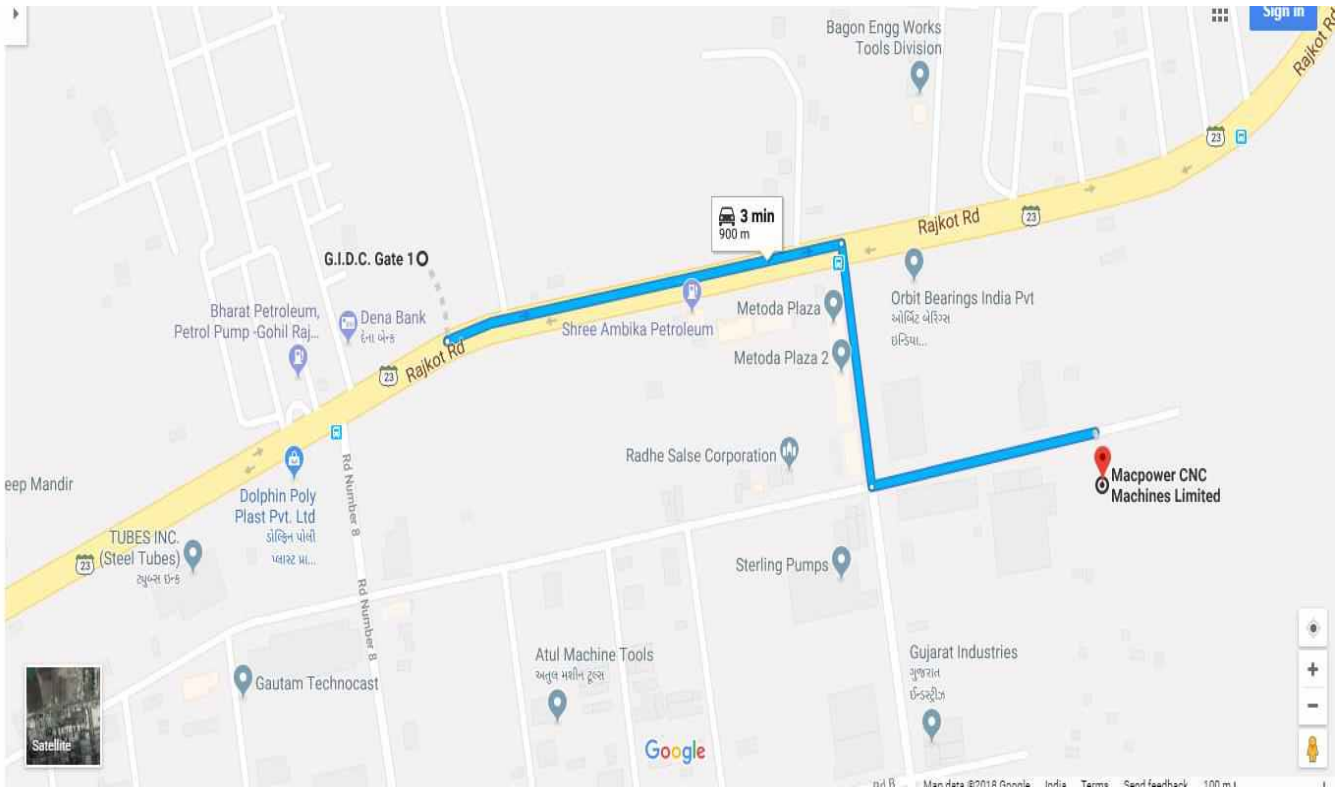 Sign in
Bagon Engg Works
Tools Division
Rajkot Rd
23
3 min
900 m
Rajkot Rd
23
G.I.D.C. Gate 1
Orbit Bearings India Pvt
ઓર્બિટ બેરિંગ્સ
ઇન્ડિયા...
Bharat Petroleum,
Petrol Pump -Gohil Raj...
Dena Bank
દેના બેન્ક
Metoda Plaza
Shree Ambika Petroleum
Metoda Plaza 2
Rajkot Rd
23
Radhe Salse Corporation
Macpower CNC
Machines Limited
eep Mandir
Dolphin Poly
Plast Pvt. Ltd
ડોલ્ફિન પોલી
પ્લાસ્ટ પ્રા...
Rd Number 8
TUBES INC.
(Steel Tubes)
ટ્યુબ્સ ઇન્ક
23
Sterling Pumps
Rd Number 8
Atul Machine Tools
અતુલ મશીન ટૂલ્સ
Gujarat Industries
ગુજરાત
ઈન્ડસ્ટ્રીઝ
Gautam Technocast
Satellite
Google
Map data ©2018 Google India Terms Send feedback 100 m